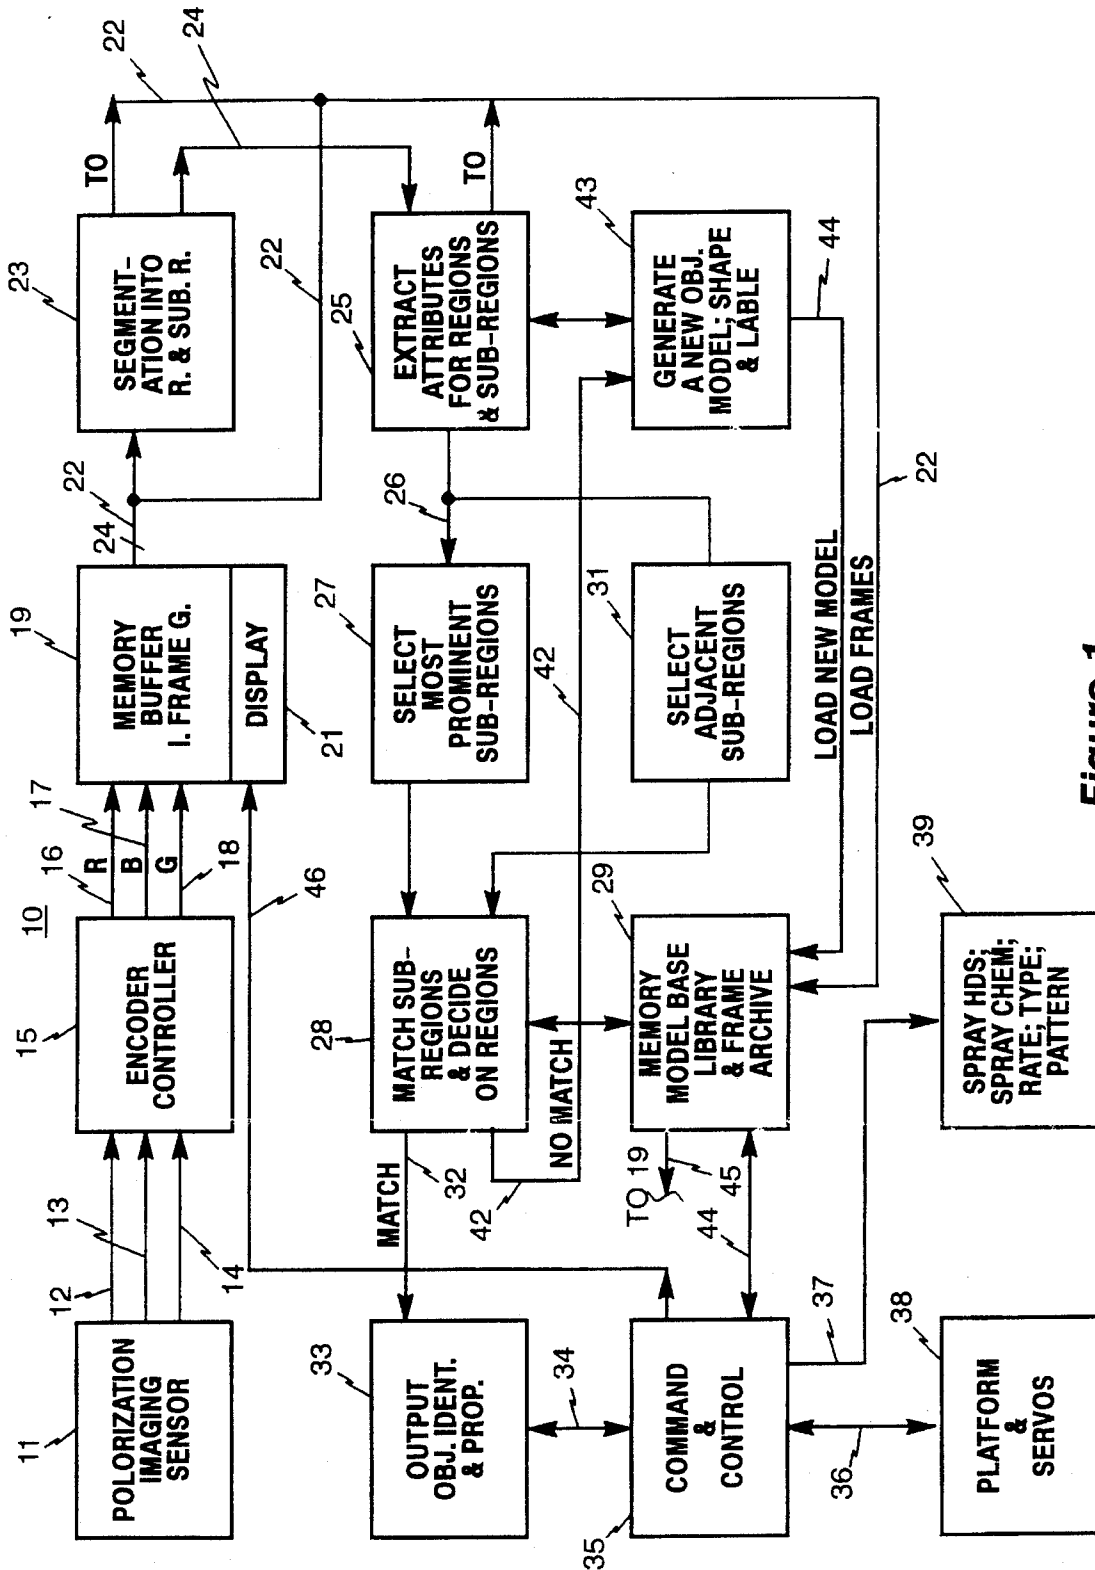 10
11
POLORIZATION
IMAGING
SENSOR
12
13
14
15
ENCODER
CONTROLLER
16
R
17
B
G
18
46
19
MEMORY
BUFFER
I. FRAME G.
DISPLAY
21
22
24
23
SEGMENT-
ATION INTO
R. & SUB. R.
TO
22
22
24
33
OUTPUT
OBJ. IDENT.
& PROP.
MATCH
32
28
MATCH SUB-
REGIONS
& DECIDE
ON REGIONS
42
NO MATCH
27
SELECT
MOST
PROMINENT
SUB-REGIONS
26
25
EXTRACT
ATTRIBUTES
FOR REGIONS
& SUB-REGIONS
TO
34
42
35
COMMAND
&
CONTROL
TO 19
45
44
29
MEMORY
MODEL BASE
LIBRARY
& FRAME
ARCHIVE
31
SELECT
ADJACENT
SUB-REGIONS
43
GENERATE
A NEW OBJ.
MODEL; SHAPE
& LABLE
44
LOAD NEW MODEL
LOAD FRAMES
22
36
37
38
PLATFORM
&
SERVOS
39
SPRAY HDS;
SPRAY CHEM;
RATE; TYPE;
PATTERN
Figure 1